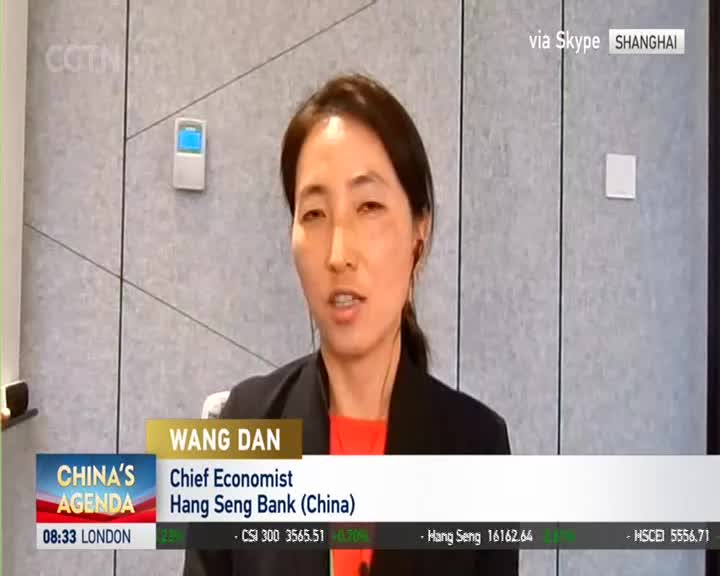 CGTN
via Skype SHANGHAI
WANG DAN
Chief Economist
Hang Seng Bank (China)
CHINA'S
AGENDA
08:33 LONDON
CSI 300 3565.51 +0.70% Hang Seng 16162.64 HSCEI 5556.71